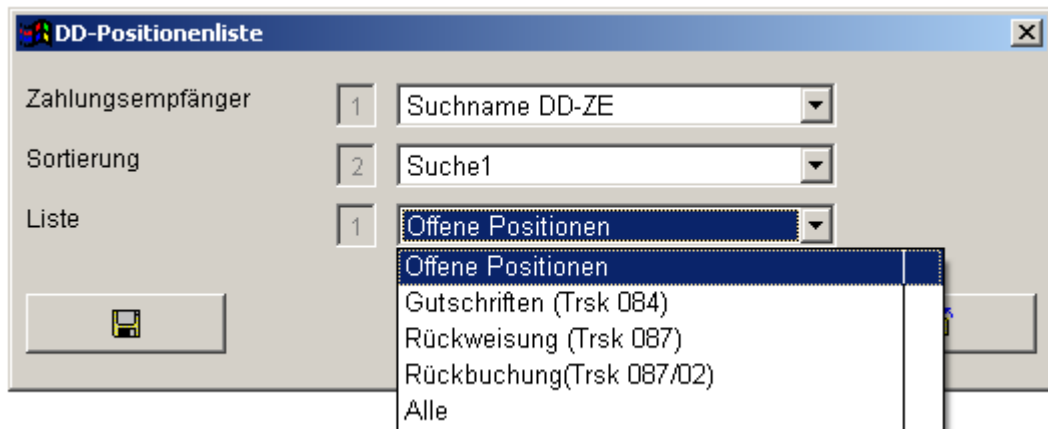 DD-Positionenliste
Zahlungsempfänger 1 Suchname DD-ZE
Sortierung 2 Suche1
Liste 1 Offene Positionen
Offene Positionen
Gutschriften (Trsk 084)
Rückweisung (Trsk 087)
Rückbuchung(Trsk 087/02)
Alle